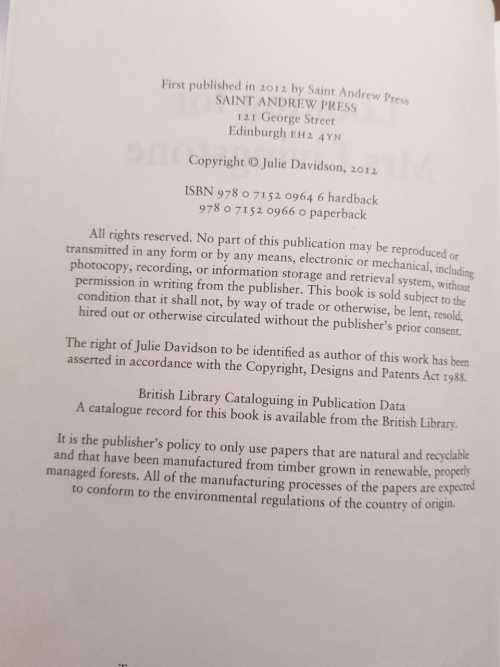 First published in 2012 by Saint Andrew Press
SAINT ANDREW PRESS
121 George Street
Edinburgh EH2 4YN
Copyright © Julie Davidson, 2012
ISBN 978 0 7152 0964 6 hardback
978 0 7152 0966 0 paperback
All rights reserved. No part of this publication may be reproduced or
transmitted in any form or by any means, electronic or mechanical, including
photocopy, recording, or information storage and retrieval system, without
permission in writing from the publisher. This book is sold subject to the
condition that it shall not, by way of trade or otherwise, be lent, resold,
hired out or otherwise circulated without the publisher's prior consent.
The right of Julie Davidson to be identified as author of this work has been
asserted in accordance with the Copyright, Designs and Patents Act 1988.
British Library Cataloguing in Publication Data
A catalogue record for this book is available from the British Library.
It is the publisher's policy to only use papers that are natural and recyclable
and that have been manufactured from timber grown in renewable, properly
managed forests. All of the manufacturing processes of the papers are expected
to conform to the environmental regulations of the country of origin.